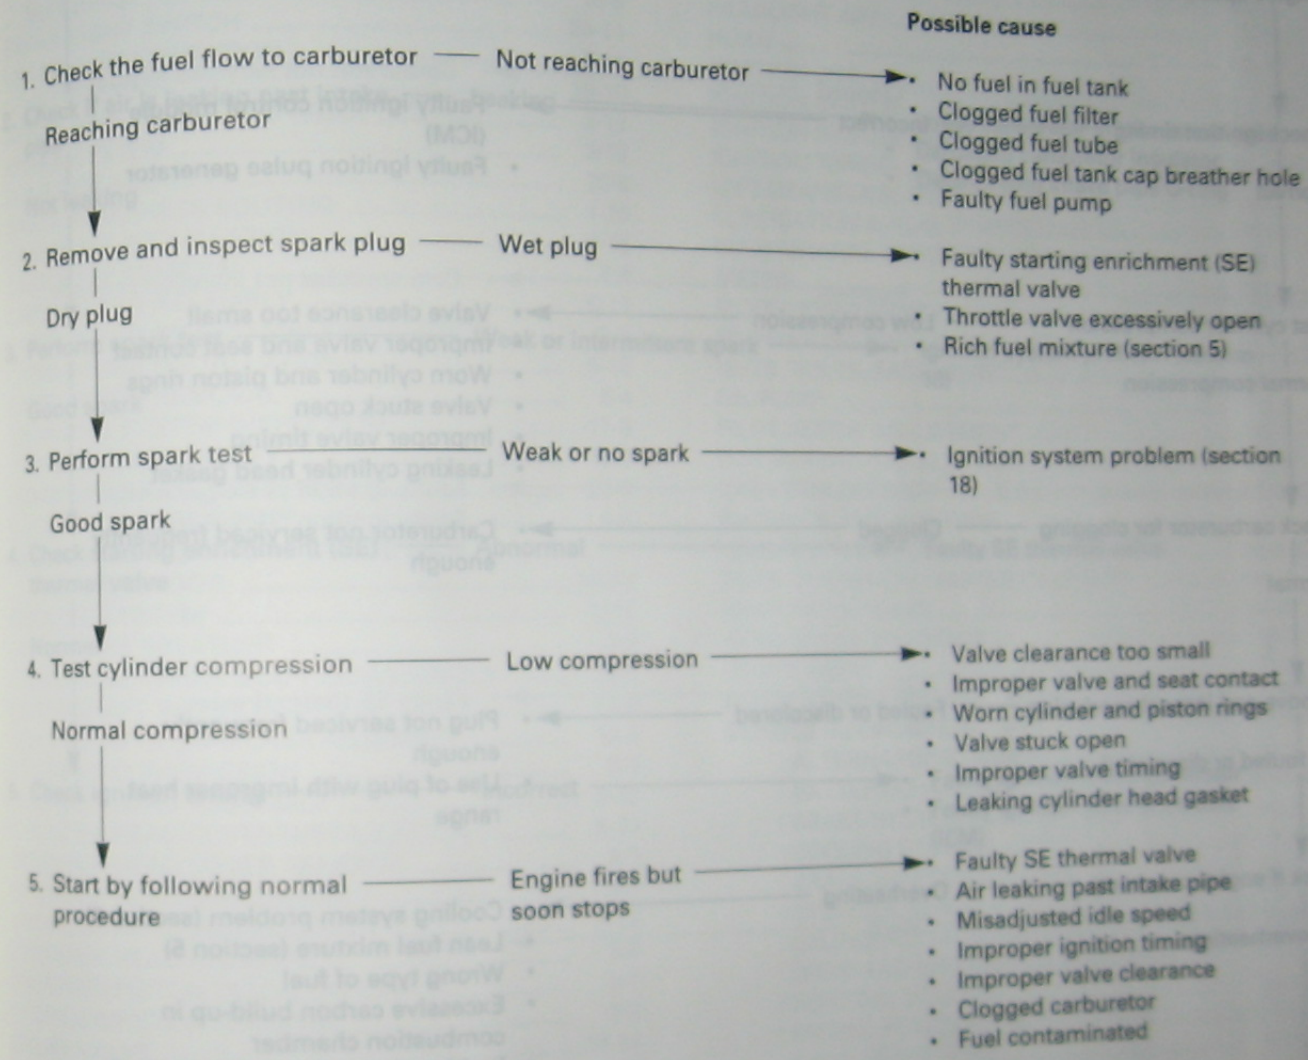 Possible cause
1. Check the fuel flow to carburetor
Not reaching carburetor
• No fuel in fuel tank
• Clogged fuel filter
• Clogged fuel tube
• Clogged fuel tank cap breather hole
• Faulty fuel pump
Reaching carburetor
2. Remove and inspect spark plug
Wet plug
• Faulty starting enrichment (SE)
thermal valve
• Throttle valve excessively open
• Rich fuel mixture (section 5)
Dry plug
3. Perform spark test
Weak or no spark
• Ignition system problem (section
18)
Good spark
4. Test cylinder compression
Low compression
• Valve clearance too small
• Improper valve and seat contact
• Worn cylinder and piston rings
• Valve stuck open
• Improper valve timing
• Leaking cylinder head gasket
Normal compression
5. Start by following normal
procedure
Engine fires but
soon stops
• Faulty SE thermal valve
• Air leaking past intake pipe
• Misadjusted idle speed
• Improper ignition timing
• Improper valve clearance
• Clogged carburetor
• Fuel contaminated